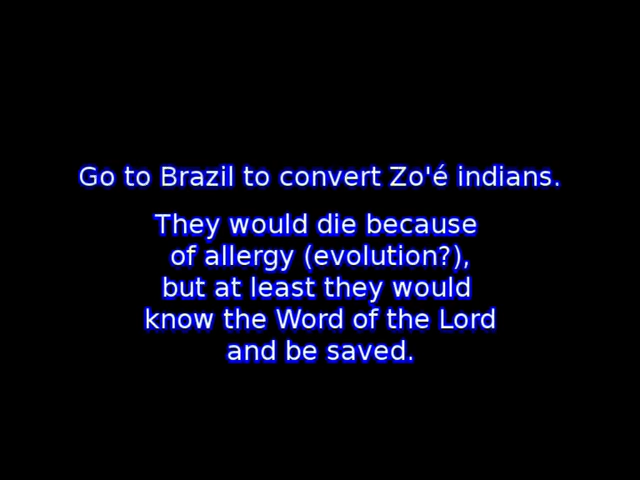 Go to Brazil to convert Zo'é indians.
They would die because
of allergy (evolution?),
but at least they would
know the Word of the Lord
and be saved.